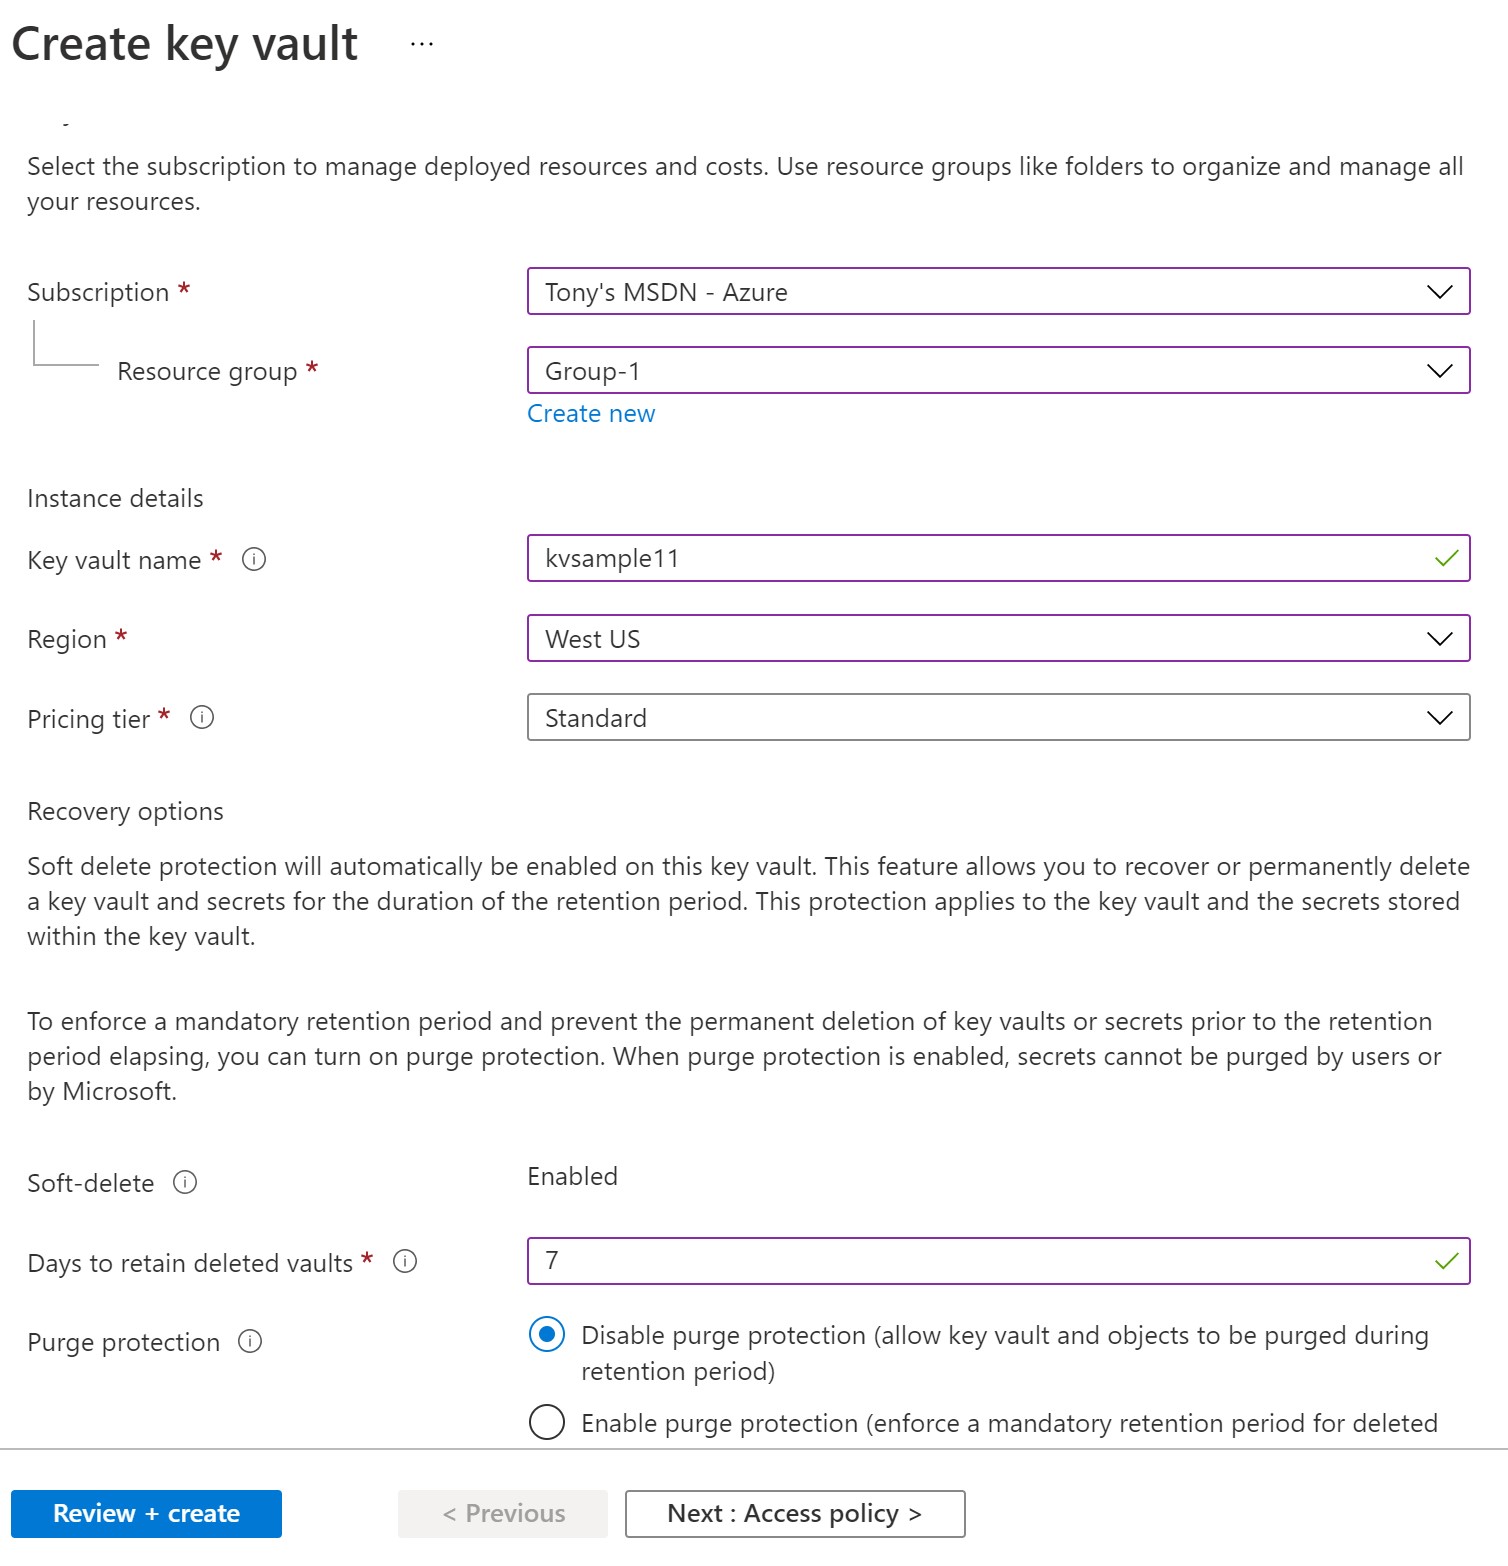 Create key vault ...
Select the subscription to manage deployed resources and costs. Use resource groups like folders to organize and manage all
your resources.
Subscription *
Tony's MSDN - Azure
Resource group *
Group-1
Create new
Instance details
Key vault name *
kvsample11
Region *
West US
Pricing tier *
Standard
Recovery options
Soft delete protection will automatically be enabled on this key vault. This feature allows you to recover or permanently delete
a key vault and secrets for the duration of the retention period. This protection applies to the key vault and the secrets stored
within the key vault.
To enforce a mandatory retention period and prevent the permanent deletion of key vaults or secrets prior to the retention
period elapsing, you can turn on purge protection. When purge protection is enabled, secrets cannot be purged by users or
by Microsoft.
Soft-delete
Enabled
Days to retain deleted vaults *
7
Purge protection
Disable purge protection (allow key vault and objects to be purged during
retention period)
Enable purge protection (enforce a mandatory retention period for deleted
Review + create
< Previous
Next : Access policy >